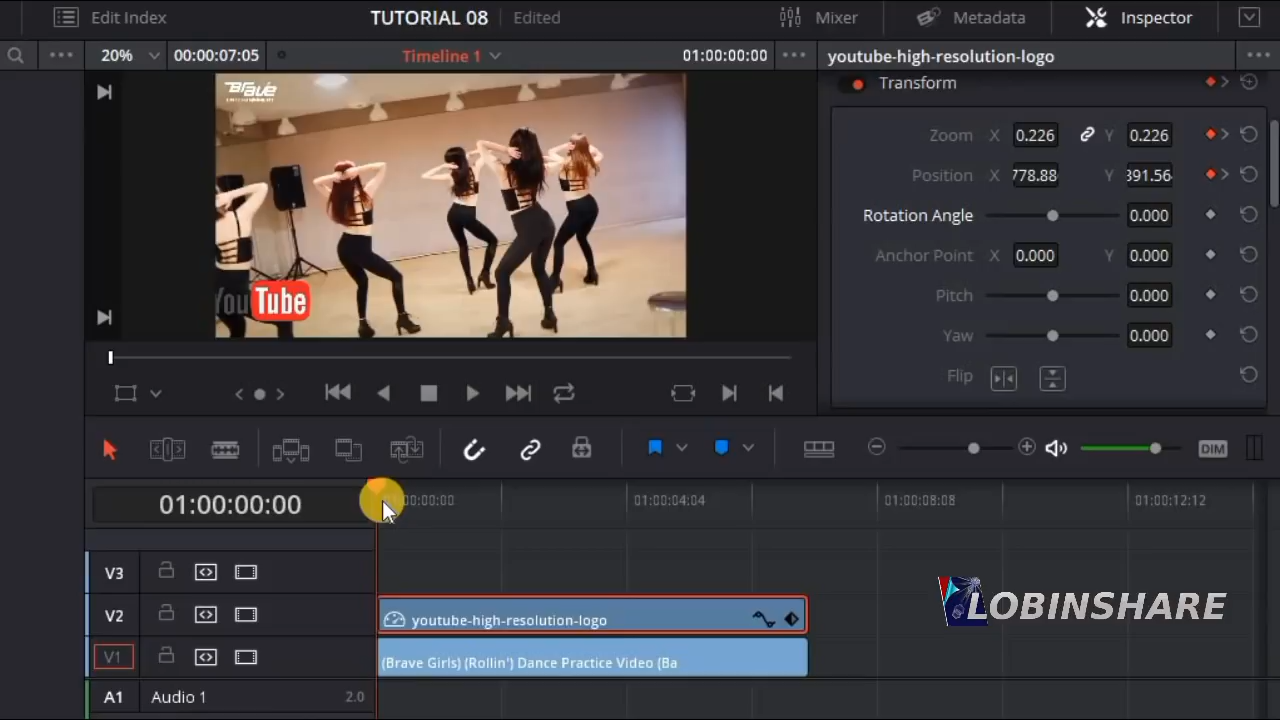 Edit Index
TUTORIAL 08
Edited
Mixer
Metadata
Inspector
20%
00:00:07:05
Timeline 1
01:00:00:00
youtube-high-resolution-logo
Brave
Transform
Zoom X 0.226 Y 0.226
Position X 778.88 Y 391.56
Rotation Angle 0.000
Anchor Point X 0.000 Y 0.000
Pitch 0.000
Yaw 0.000
Flip
YouTube
DIM
01:00:00:00
:00:00:00
01:00:04:04
01:00:08:08
01:00:12:12
V3
V2
youtube-high-resolution-logo
V1
(Brave Girls) (Rollin') Dance Practice Video (Ba
A1 Audio 1 2.0
LOBINSHARE